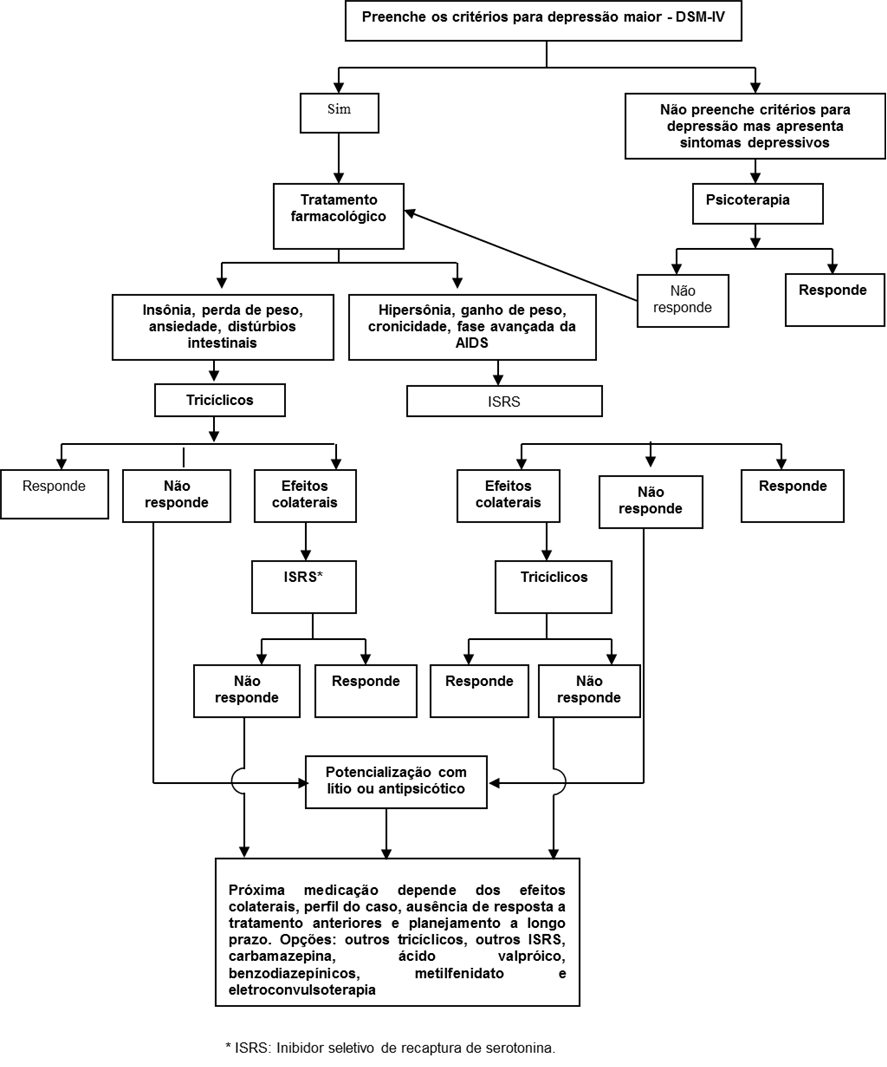 Preenche os critérios para depressão maior - DSM-IV
Sim
Não preenche critérios para
depressão mas apresenta
sintomas depressivos
Tratamento
farmacológico
Psicoterapia
Não
responde
Responde
Insônia, perda de peso,
ansiedade, distúrbios
intestinais
Hipersônia, ganho de peso,
cronicidade, fase avançada da
AIDS
Tricíclicos
ISRS
Responde
Não
responde
Efeitos
colaterais
Efeitos
colaterais
Não
responde
Responde
ISRS*
Tricíclicos
Não
responde
Responde
Responde
Não
responde
Potencialização com
lítio ou antipsicótico
Próxima medicação depende dos efeitos
colaterais, perfil do caso, ausência de resposta a
tratamento anteriores e planejamento a longo
prazo. Opções: outros tricíclicos, outros ISRS,
carbamazepina, ácido valpróico,
benzodiazepínicos, metilfenidato e
eletroconvulsoterapia
* ISRS: Inibidor seletivo de recaptura de serotonina.